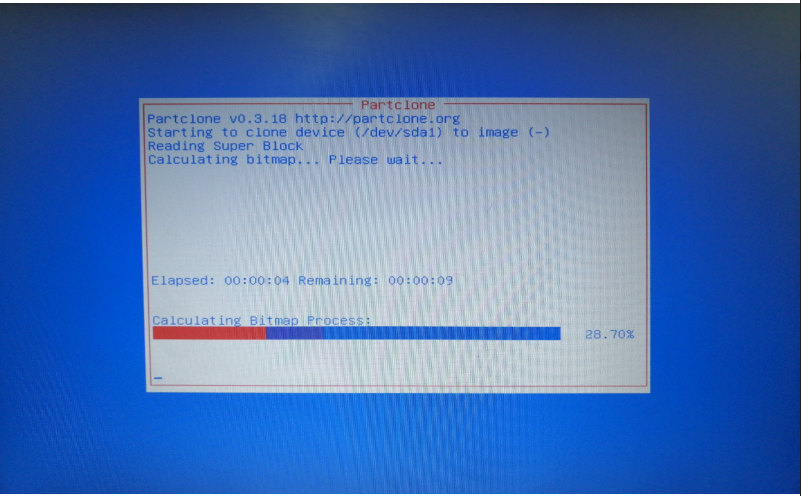 Partclone
Partclone v0.3.18 http://partclone.org
Starting to clone device (/dev/sda1) to image (-)
Reading Super Block
Calculating bitmap... Please wait...
Elapsed: 00:00:04 Remaining: 00:00:09
Calculating Bitmap Process:
28.70%